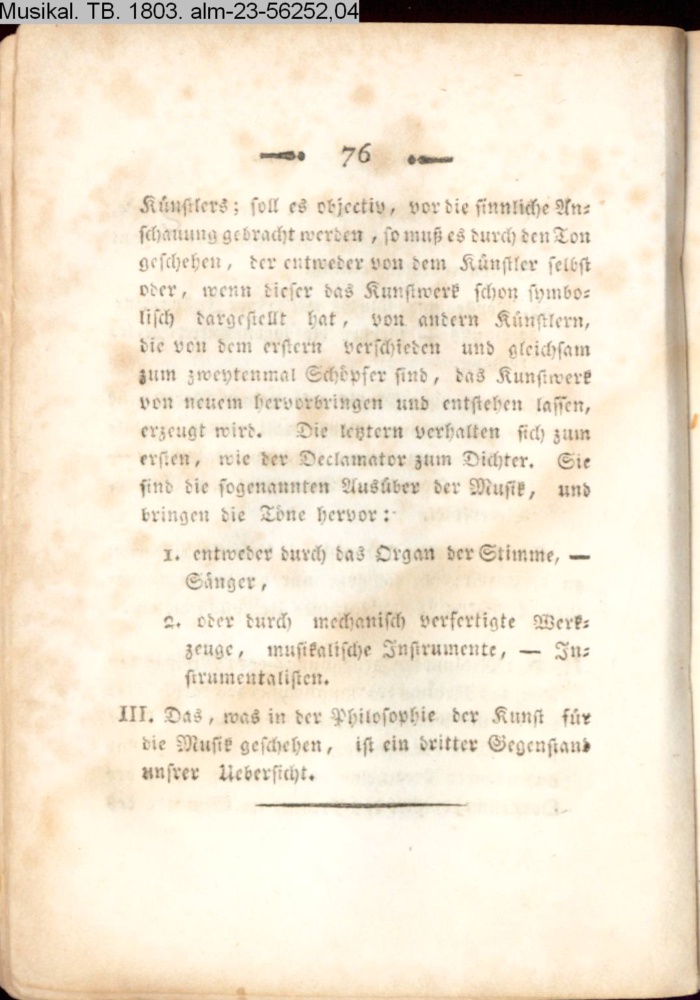 Musikal. TB. 1803. alm-23-56252,04
76
Künstlers; soll es objectiv, vor die sinnliche An-
schauung gebracht werden, so muß es durch den Ton
geschehen, der entweder von dem Künstler selbst
oder, wenn dieser das Kunstwerk schon symbo-
lisch dargestellt hat, von andern Künstlern,
die von dem erstern verschieden und gleichsam
zum zweytenmal Schöpfer sind, das Kunstwerk
von neuem hervorbringen und entstehen lassen,
erzeugt wird. Die letztern verhalten sich zum
ersten, wie der Declamator zum Dichter. Sie
sind die sogenannten Ausüber der Musik, und
bringen die Töne hervor:
1. entweder durch das Organ der Stimme, —
Sänger,
2. oder durch mechanisch verfertigte Werk-
zeuge, musikalische Instrumente, — In-
strumentalisten.
III. Das, was in der Philosophie der Kunst für
die Musik geschehen, ist ein dritter Gegenstand
unsrer Uebersicht.